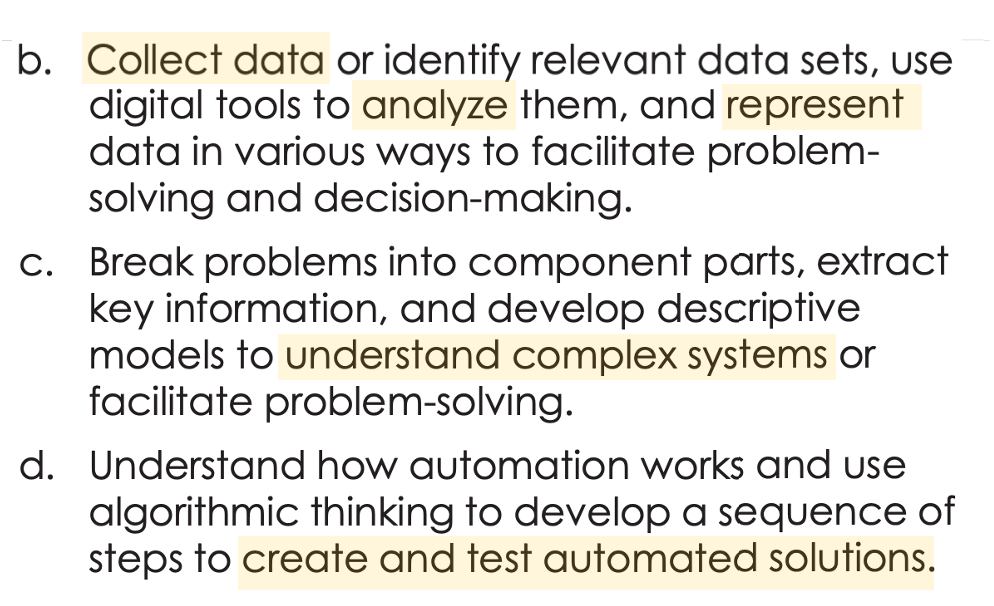 b. Collect data or identify relevant data sets, use
digital tools to analyze them, and represent
data in various ways to facilitate problem-
solving and decision-making.
c. Break problems into component parts, extract
key information, and develop descriptive
models to understand complex systems or
facilitate problem-solving.
d. Understand how automation works and use
algorithmic thinking to develop a sequence of
steps to create and test automated solutions.